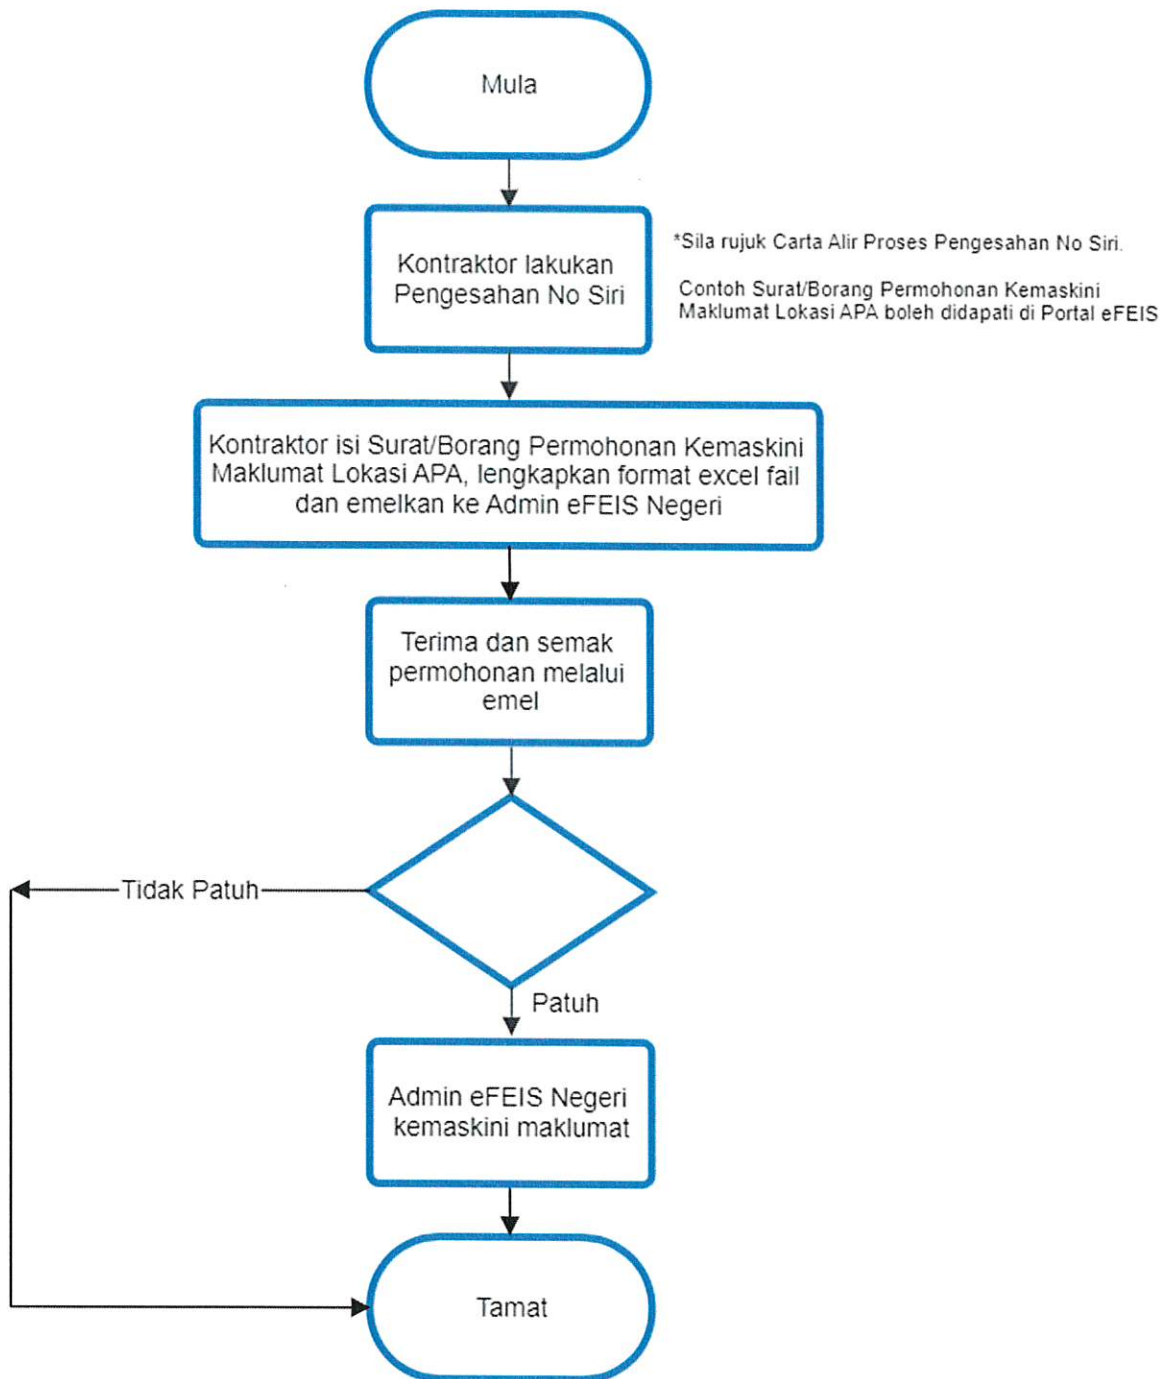 Mula
Kontraktor lakukan
Pengesahan No Siri
*Sila rujuk Carta Alir Proses Pengesahan No Siri.
Contoh Surat/Borang Permohonan Kemaskini
Maklumat Lokasi APA boleh didapati di Portal eFEIS
Kontraktor isi Surat/Borang Permohonan Kemaskini
Maklumat Lokasi APA, lengkapkan format excel fail
dan emelkan ke Admin eFEIS Negeri
Terima dan semak
permohonan melalui
emel
Tidak Patuh
Patuh
Admin eFEIS Negeri
kemaskini maklumat
Tamat